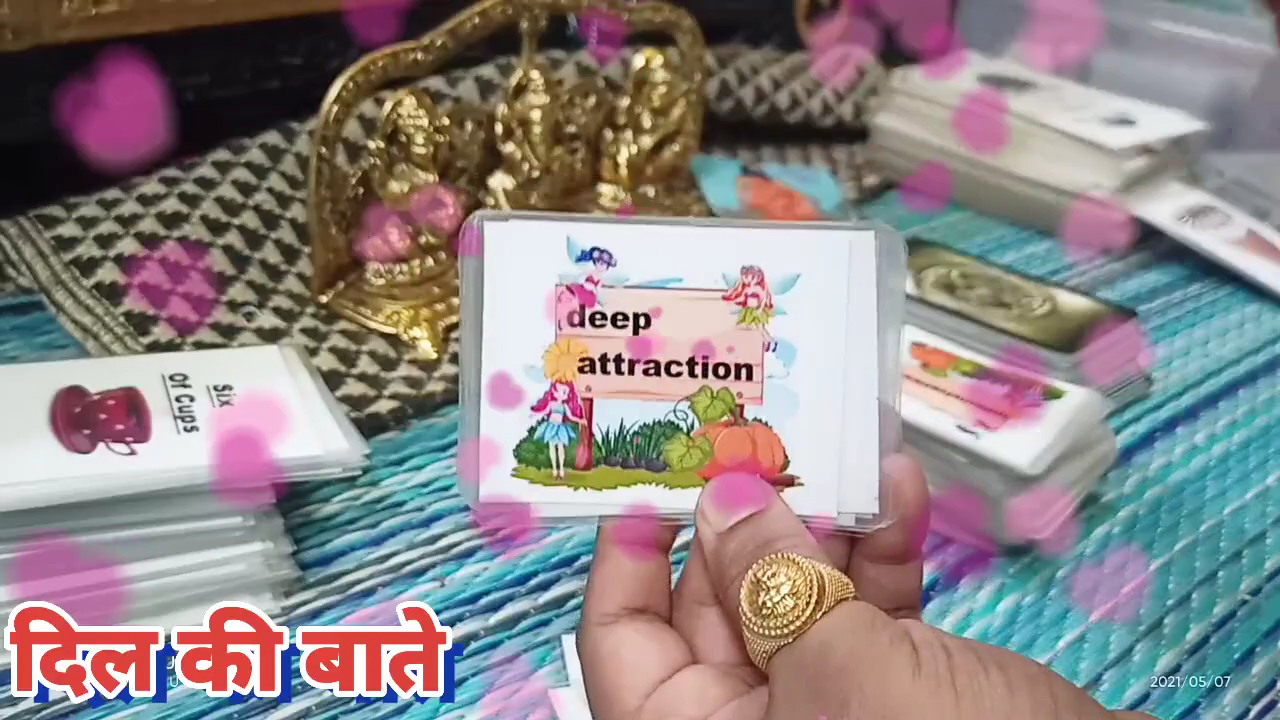 deep
attraction
Six
Of Cups
दिल की बाते
2021/05/07